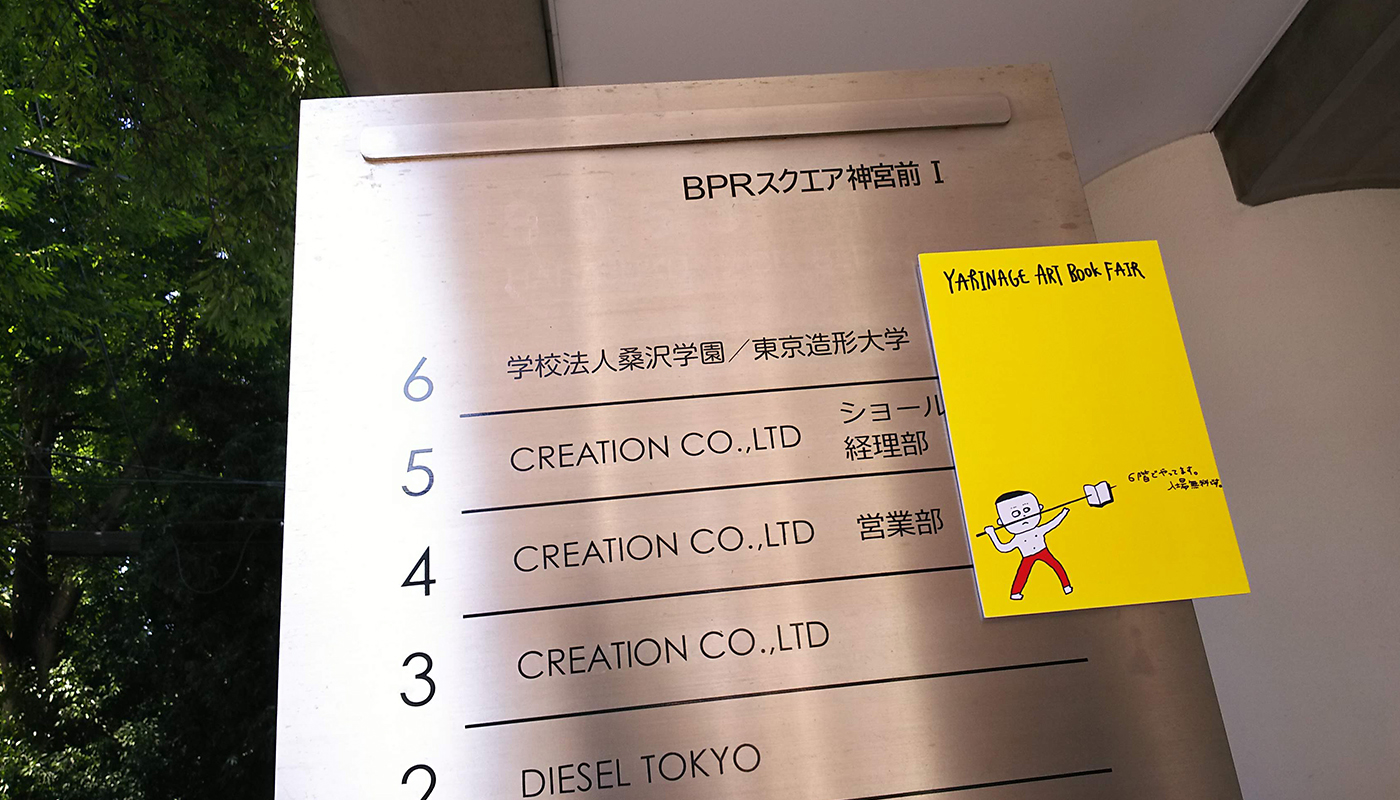 BPRスクエア神宮前 I
YARINAGE ART BOOK FAIR
6 学校法人桑沢学園／東京造形大学
5 CREATION CO.,LTD ショール
経理部
4 CREATION CO.,LTD 営業部
6階でやってます。
入場無料です。
3 CREATION CO.,LTD
2 DIESEL TOKYO